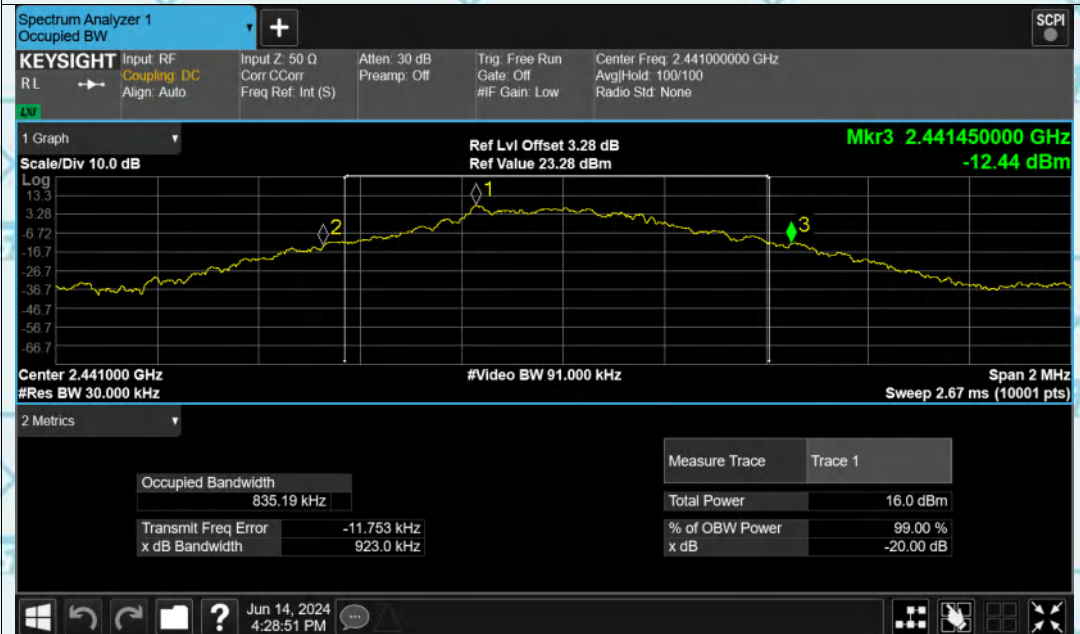 Spectrum Analyzer 1
Occupied BW
+
SCPI
KEYSIGHT
RL
LXI
Input: RF
Coupling: DC
Align: Auto
Input Z: 50 Ω
Corr CCorr
Freq Ref: Int (S)
Atten: 30 dB
Preamp: Off
Trig: Free Run
Gate: Off
#IF Gain: Low
Center Freq: 2.441000000 GHz
Avg|Hold: 100/100
Radio Std: None
1 Graph
Scale/Div 10.0 dB
Ref Lvl Offset 3.28 dB
Ref Value 23.28 dBm
Mkr3 2.441450000 GHz
-12.44 dBm
Log
13.3
3.28
-6.72
-16.7
-26.7
-36.7
-46.7
-56.7
-66.7
1
2
3
Center 2.441000 GHz
#Res BW 30.000 kHz
#Video BW 91.000 kHz
Span 2 MHz
Sweep 2.67 ms (10001 pts)
2 Metrics
Occupied Bandwidth
835.19 kHz
Transmit Freq Error -11.753 kHz
x dB Bandwidth 923.0 kHz
Measure Trace Trace 1
Total Power 16.0 dBm
% of OBW Power 99.00 %
x dB -20.00 dB
?
Jun 14, 2024
4:28:51 PM